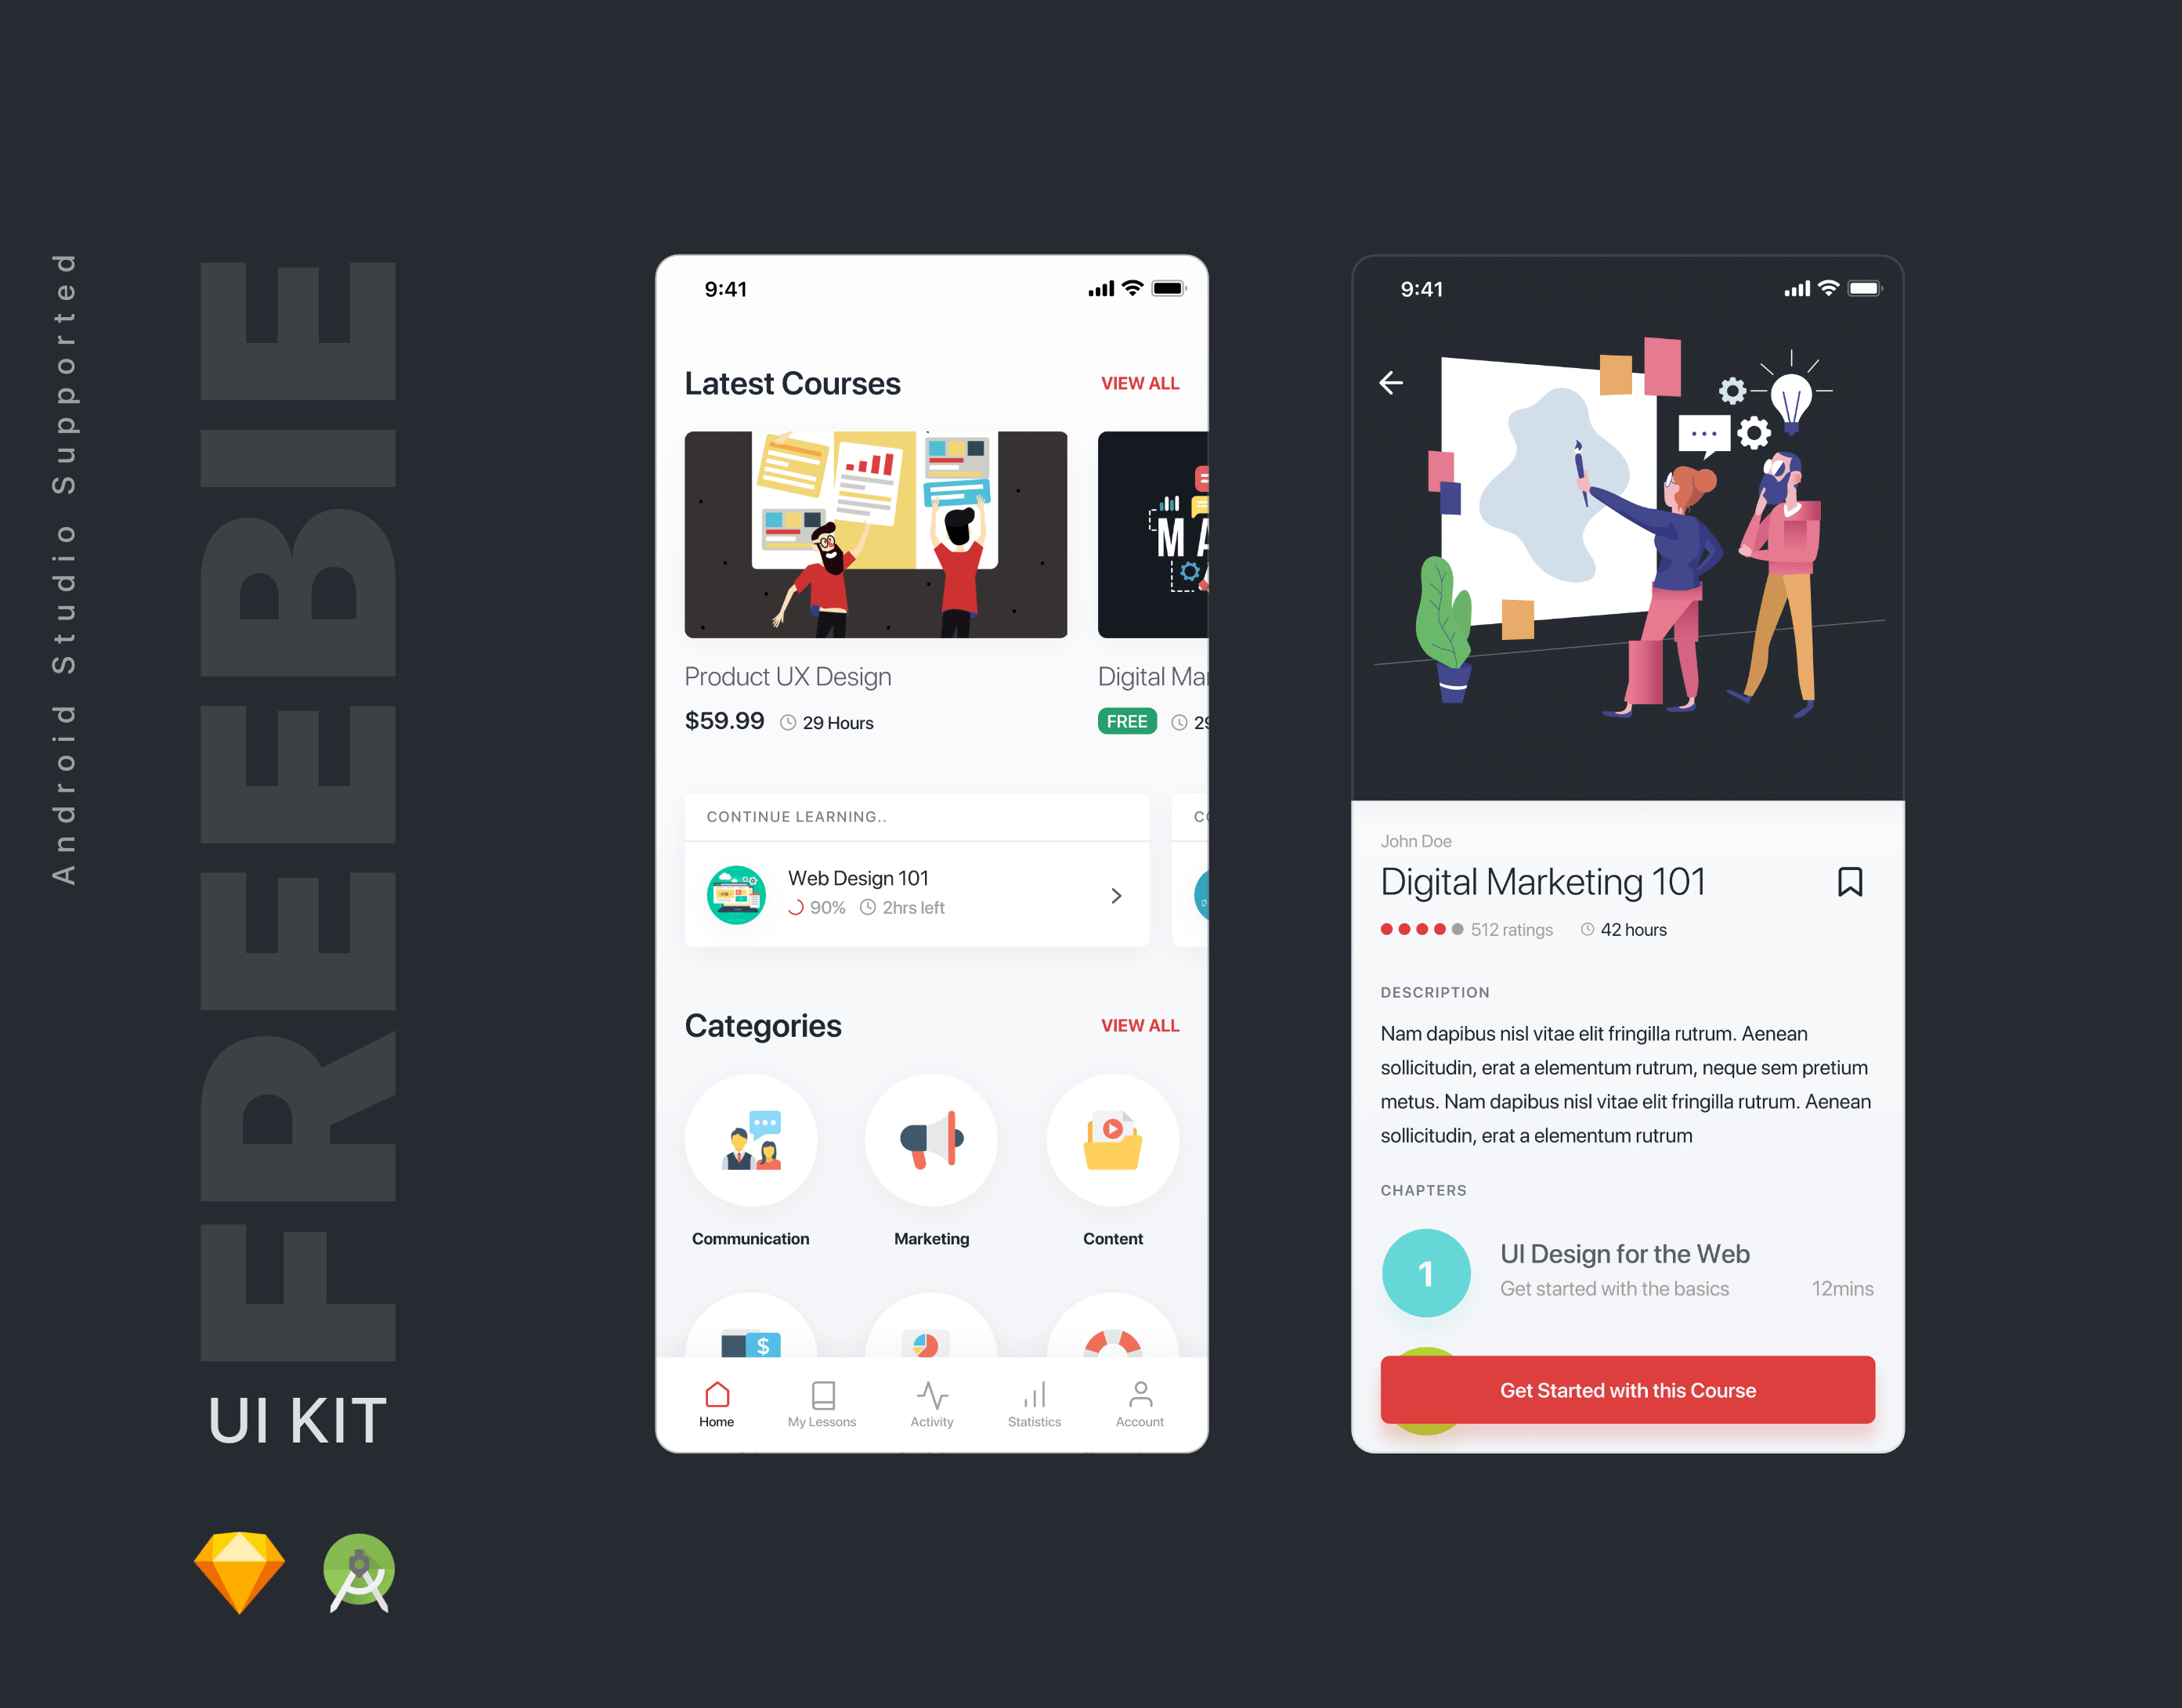 Android Studio Supported
FREEBIE
UI KIT
9:41
Latest Courses
VIEW ALL
MA
Product UX Design
$59.99
29 Hours
Digital Mar
FREE
29
CONTINUE LEARNING..
CO
Web Design 101
90%
2hrs left
Categories
VIEW ALL
Communication
Marketing
Content
$
Home
My Lessons
Activity
Statistics
Account
9:41
John Doe
Digital Marketing 101
512 ratings
42 hours
DESCRIPTION
Nam dapibus nisl vitae elit fringilla rutrum. Aenean
sollicitudin, erat a elementum rutrum, neque sem pretium
metus. Nam dapibus nisl vitae elit fringilla rutrum. Aenean
sollicitudin, erat a elementum rutrum
CHAPTERS
1
UI Design for the Web
Get started with the basics
12mins
Get Started with this Course